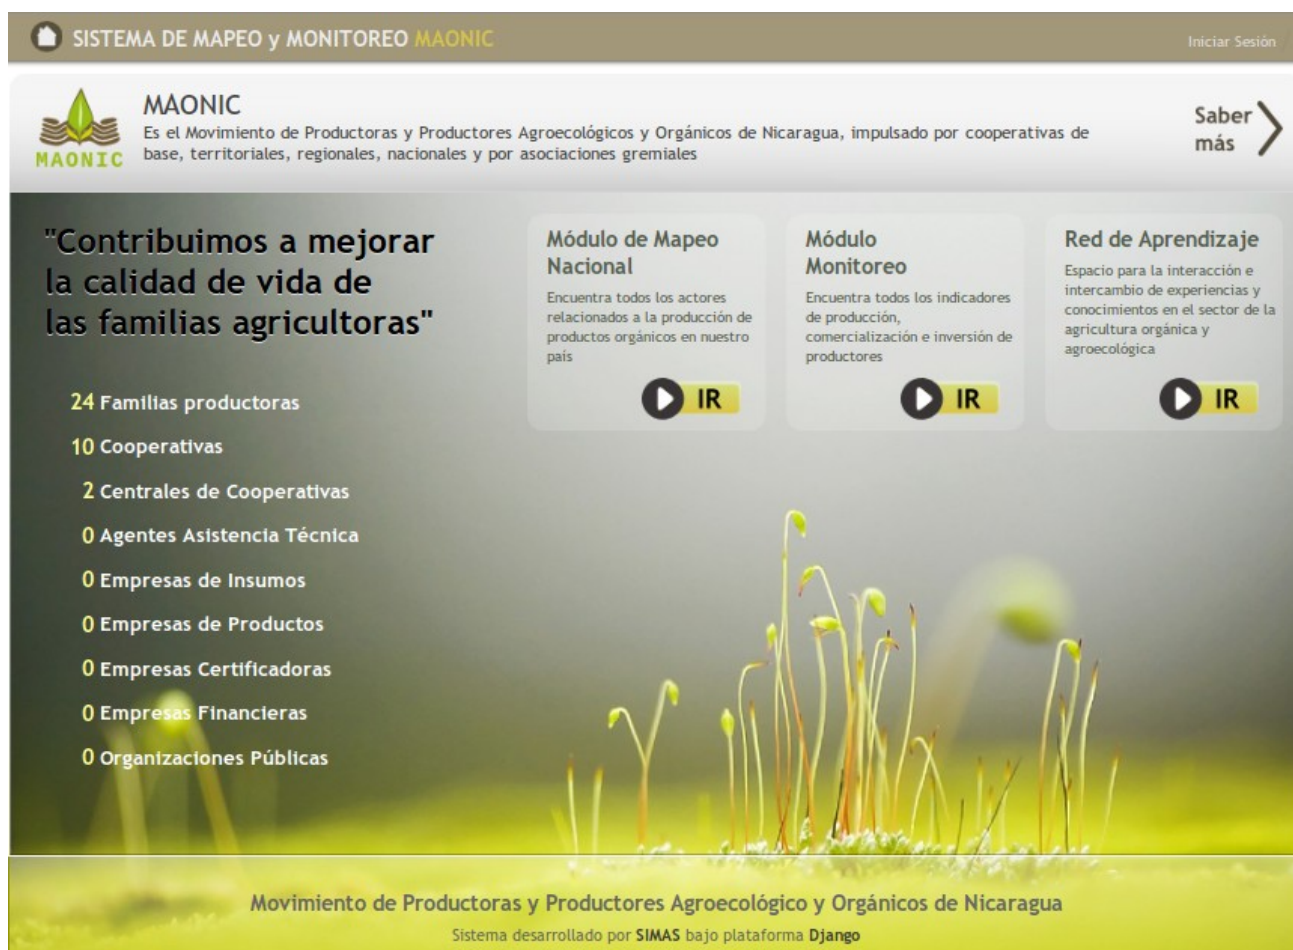 SISTEMA DE MAPEO y MONITOREO MAONIC
Iniciar Sesión
MAONIC
MAONIC
Es el Movimiento de Productoras y Productores Agroecológicos y Orgánicos de Nicaragua, impulsado por cooperativas de
base, territoriales, regionales, nacionales y por asociaciones gremiales
Saber
más
"Contribuimos a mejorar
la calidad de vida de
las familias agricultoras"
24 Familias productoras
10 Cooperativas
2 Centrales de Cooperativas
0 Agentes Asistencia Técnica
0 Empresas de Insumos
0 Empresas de Productos
0 Empresas Certificadoras
0 Empresas Financieras
0 Organizaciones Públicas
Módulo de Mapeo
Nacional
Encuentra todos los actores
relacionados a la producción de
productos orgánicos en nuestro
país
IR
Módulo
Monitoreo
Encuentra todos los indicadores
de producción,
comercialización e inversión de
productores
IR
Red de Aprendizaje
Espacio para la interacción e
intercambio de experiencias y
conocimientos en el sector de la
agricultura orgánica y
agroecológica
IR
Movimiento de Productoras y Productores Agroecológico y Orgánicos de Nicaragua
Sistema desarrollado por SIMAS bajo plataforma Django